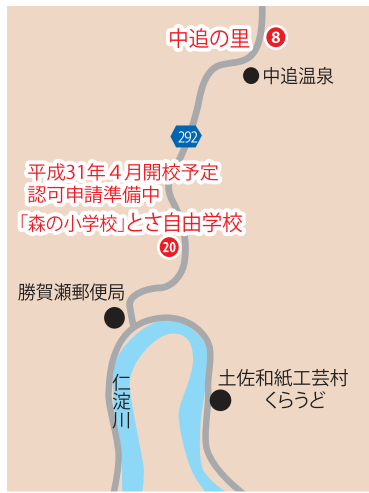 中追の里 8
中追温泉
292
平成31年４月開校予定
認可申請準備中
「森の小学校」とさ自由学校
20
勝賀瀬郵便局
仁淀川
土佐和紙工芸村
くらうど